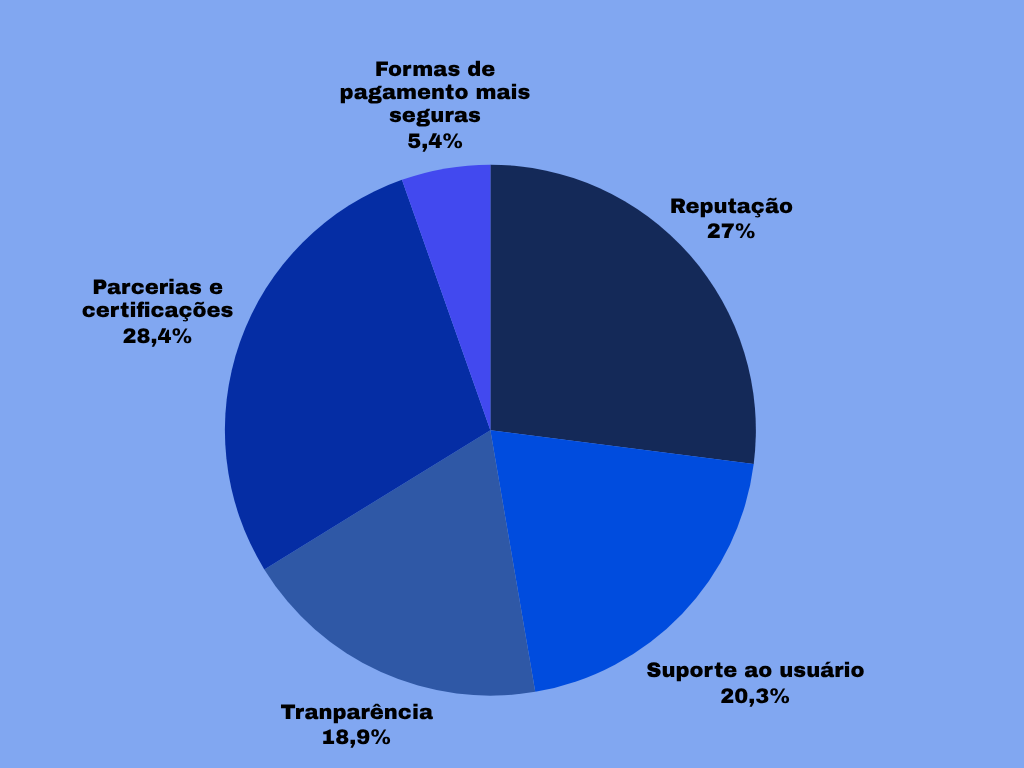 Formas de
pagamento mais
seguras
5,4%
Reputação
27%
Parcerias e
certificações
28,4%
Suporte ao usuário
20,3%
Tranparência
18,9%